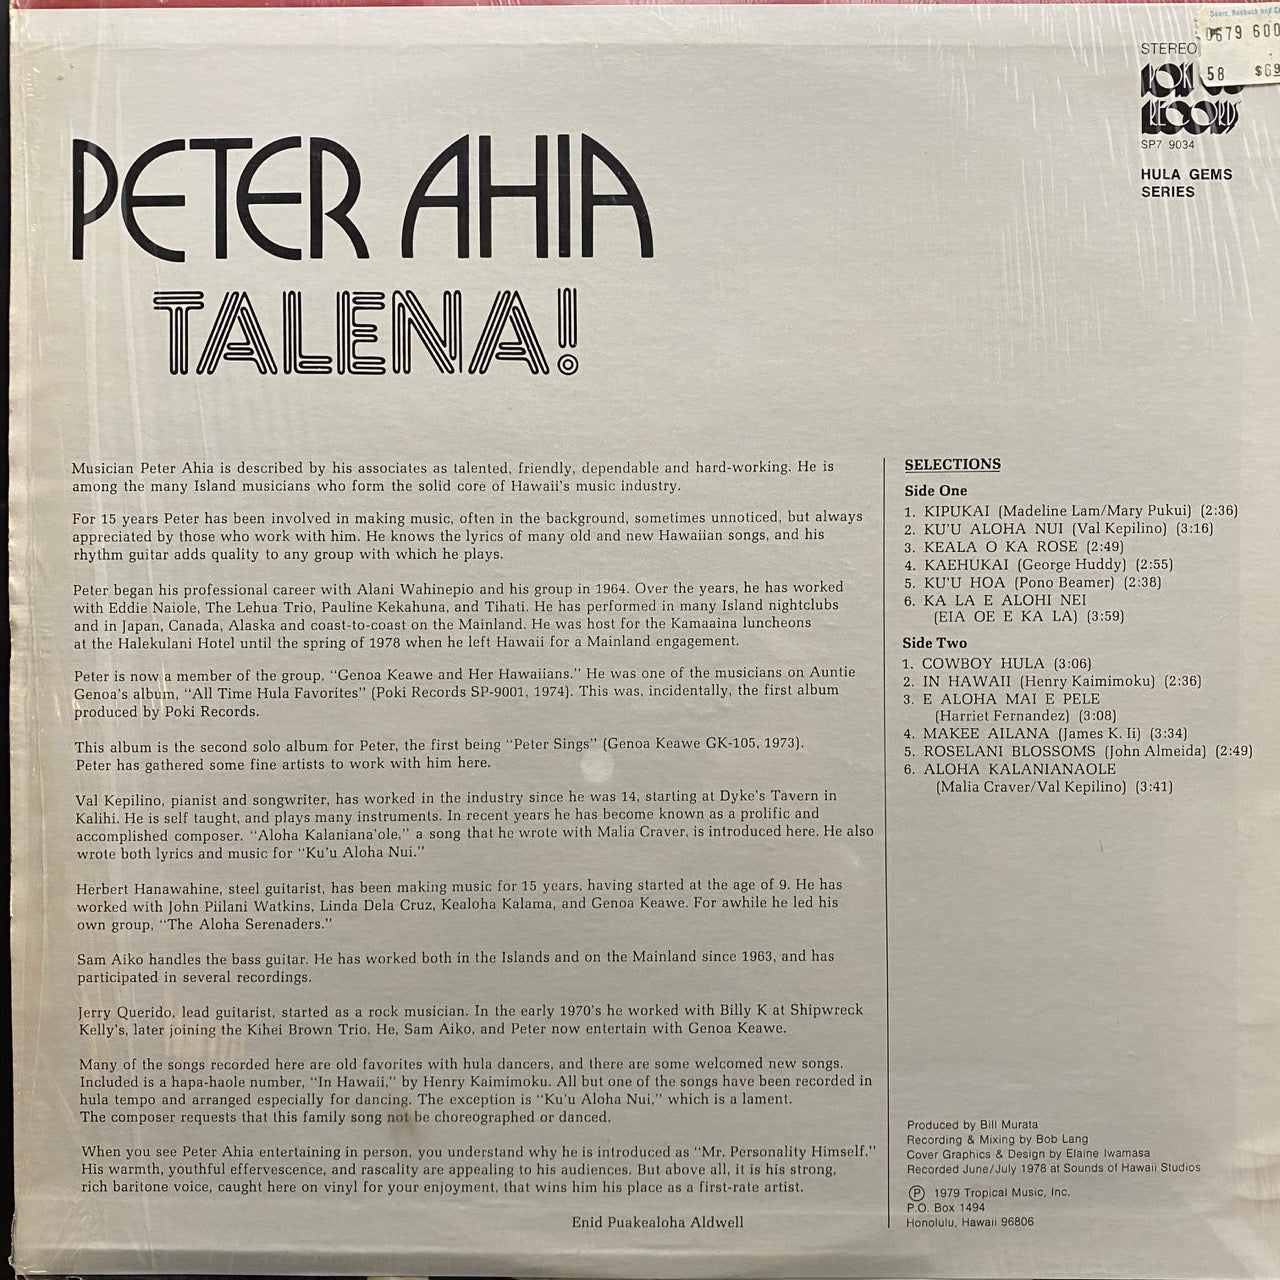 Sears, Roebuck and Co
0679 600
58 $69
STEREO
RECORDS
SP7 9034
HULA GEMS
SERIES
PETER AHIA
TALENA!
Musician Peter Ahia is described by his associates as talented, friendly, dependable and hard-working. He is
among the many Island musicians who form the solid core of Hawaii's music industry.
For 15 years Peter has been involved in making music, often in the background, sometimes unnoticed, but always
appreciated by those who work with him. He knows the lyrics of many old and new Hawaiian songs, and his
rhythm guitar adds quality to any group with which he plays.
Peter began his professional career with Alani Wahinepio and his group in 1964. Over the years, he has worked
with Eddie Naiole, The Lehua Trio, Pauline Kekahuna, and Tihati. He has performed in many Island nightclubs
and in Japan, Canada, Alaska and coast-to-coast on the Mainland. He was host for the Kamaaina luncheons
at the Halekulani Hotel until the spring of 1978 when he left Hawaii for a Mainland engagement.
Peter is now a member of the group, "Genoa Keawe and Her Hawaiians." He was one of the musicians on Auntie
Genoa's album, "All Time Hula Favorites" (Poki Records SP-9001, 1974). This was, incidentally, the first album
produced by Poki Records.
This album is the second solo album for Peter, the first being "Peter Sings" (Genoa Keawe GK-105, 1973).
Peter has gathered some fine artists to work with him here.
Val Kepilino, pianist and songwriter, has worked in the industry since he was 14, starting at Dyke's Tavern in
Kalihi. He is self taught, and plays many instruments. In recent years he has become known as a prolific and
accomplished composer. "Aloha Kalaniana'ole," a song that he wrote with Malia Craver, is introduced here. He also
wrote both lyrics and music for "Ku'u Aloha Nui."
Herbert Hanawahine, steel guitarist, has been making music for 15 years, having started at the age of 9. He has
worked with John Piilani Watkins, Linda Dela Cruz, Kealoha Kalama, and Genoa Keawe. For awhile he led his
own group, "The Aloha Serenaders."
Sam Aiko handles the bass guitar. He has worked both in the Islands and on the Mainland since 1963, and has
participated in several recordings.
Jerry Querido, lead guitarist, started as a rock musician. In the early 1970's he worked with Billy K at Shipwreck
Kelly's, later joining the Kihei Brown Trio. He, Sam Aiko, and Peter now entertain with Genoa Keawe.
Many of the songs recorded here are old favorites with hula dancers, and there are some welcomed new songs.
Included is a hapa-haole number, "In Hawaii," by Henry Kaimimoku. All but one of the songs have been recorded in
hula tempo and arranged especially for dancing. The exception is "Ku'u Aloha Nui," which is a lament.
The composer requests that this family song not be choreographed or danced.
When you see Peter Ahia entertaining in person, you understand why he is introduced as "Mr. Personality Himself."
His warmth, youthful effervescence, and rascality are appealing to his audiences. But above all, it is his strong,
rich baritone voice, caught here on vinyl for your enjoyment, that wins him his place as a first-rate artist.
Enid Puakealoha Aldwell
SELECTIONS
Side One
1. KIPUKAI (Madeline Lam/Mary Pukui) (2:36)
2. KU'U ALOHA NUI (Val Kepilino) (3:16)
3. KEALA O KA ROSE (2:49)
4. KAEHUKAI (George Huddy) (2:55)
5. KU'U HOA (Pono Beamer) (2:38)
6. KA LA E ALOHI NEI
(EIA OE E KA LA) (3:59)
Side Two
1. COWBOY HULA (3:06)
2. IN HAWAII (Henry Kaimimoku) (2:36)
3. E ALOHA MAI E PELE
(Harriet Fernandez) (3:08)
4. MAKEE AILANA (James K. Ii) (3:34)
5. ROSELANI BLOSSOMS (John Almeida) (2:49)
6. ALOHA KALANIANAOLE
(Malia Craver/Val Kepilino) (3:41)
Produced by Bill Murata
Recording & Mixing by Bob Lang
Cover Graphics & Design by Elaine Iwamasa
Recorded June/July 1978 at Sounds of Hawaii Studios
Ⓟ 1979 Tropical Music, Inc.
P.O. Box 1494
Honolulu, Hawaii 96806